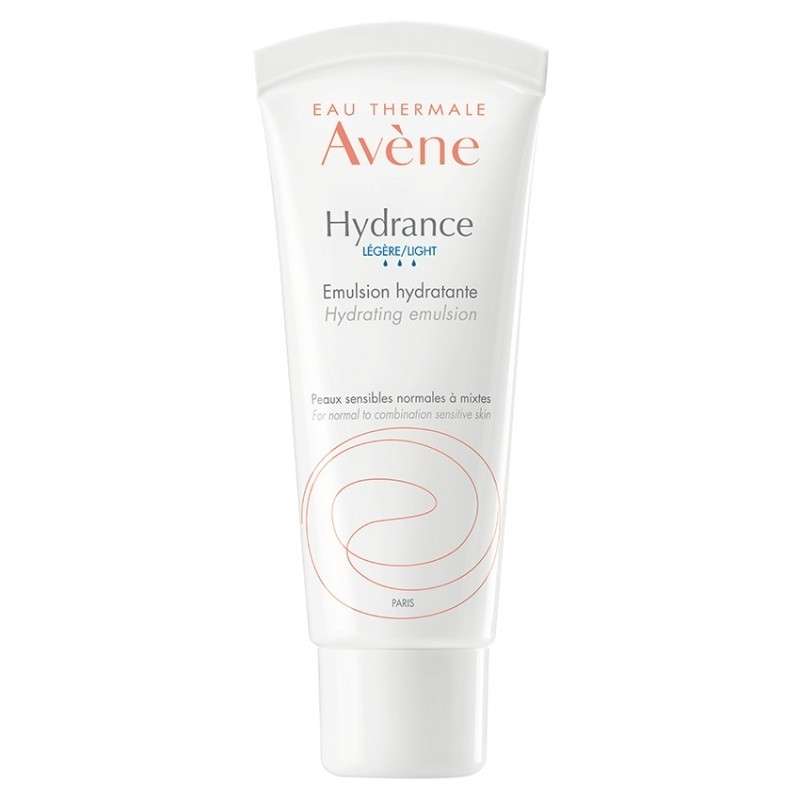 EAU THERMALE
Avène
Hydrance
LÉGÈRE/LIGHT
Emulsion hydratante
Hydrating emulsion
Peaux sensibles normales à mixtes
For normal to combination sensitive skin
PARIS